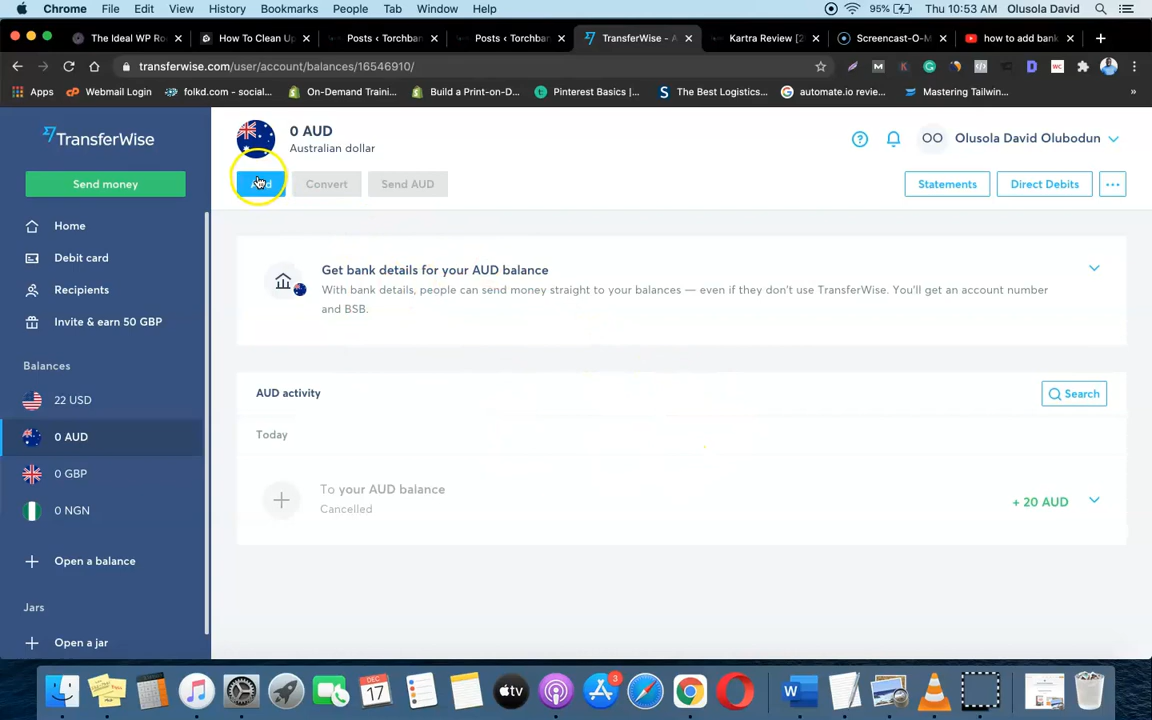 Chrome File Edit View History Bookmarks People Tab Window Help 95% Thu 10:53 AM Olusola David
The Ideal WP Ro How To Clean Up Posts ‹ Torchban Posts ‹ Torchban TransferWise - A Kartra Review [2 Screencast-O-M how to add bank
transferwise.com/user/account/balances/16546910/
Apps Webmail Login folkd.com - social... On-Demand Traini... Build a Print-on-D... Pinterest Basics |... The Best Logistics... automate.io revie... Mastering Tailwin... »
TransferWise
Send money
Home
Debit card
Recipients
Invite & earn 50 GBP
Balances
22 USD
0 AUD
0 GBP
0 NGN
Open a balance
Jars
Open a jar
0 AUD
Australian dollar
OO Olusola David Olubodun
Convert Send AUD Statements Direct Debits
Get bank details for your AUD balance
With bank details, people can send money straight to your balances — even if they don't use TransferWise. You'll get an account number
and BSB.
AUD activity Search
Today
To your AUD balance
Cancelled
+ 20 AUD
3
DEC
17